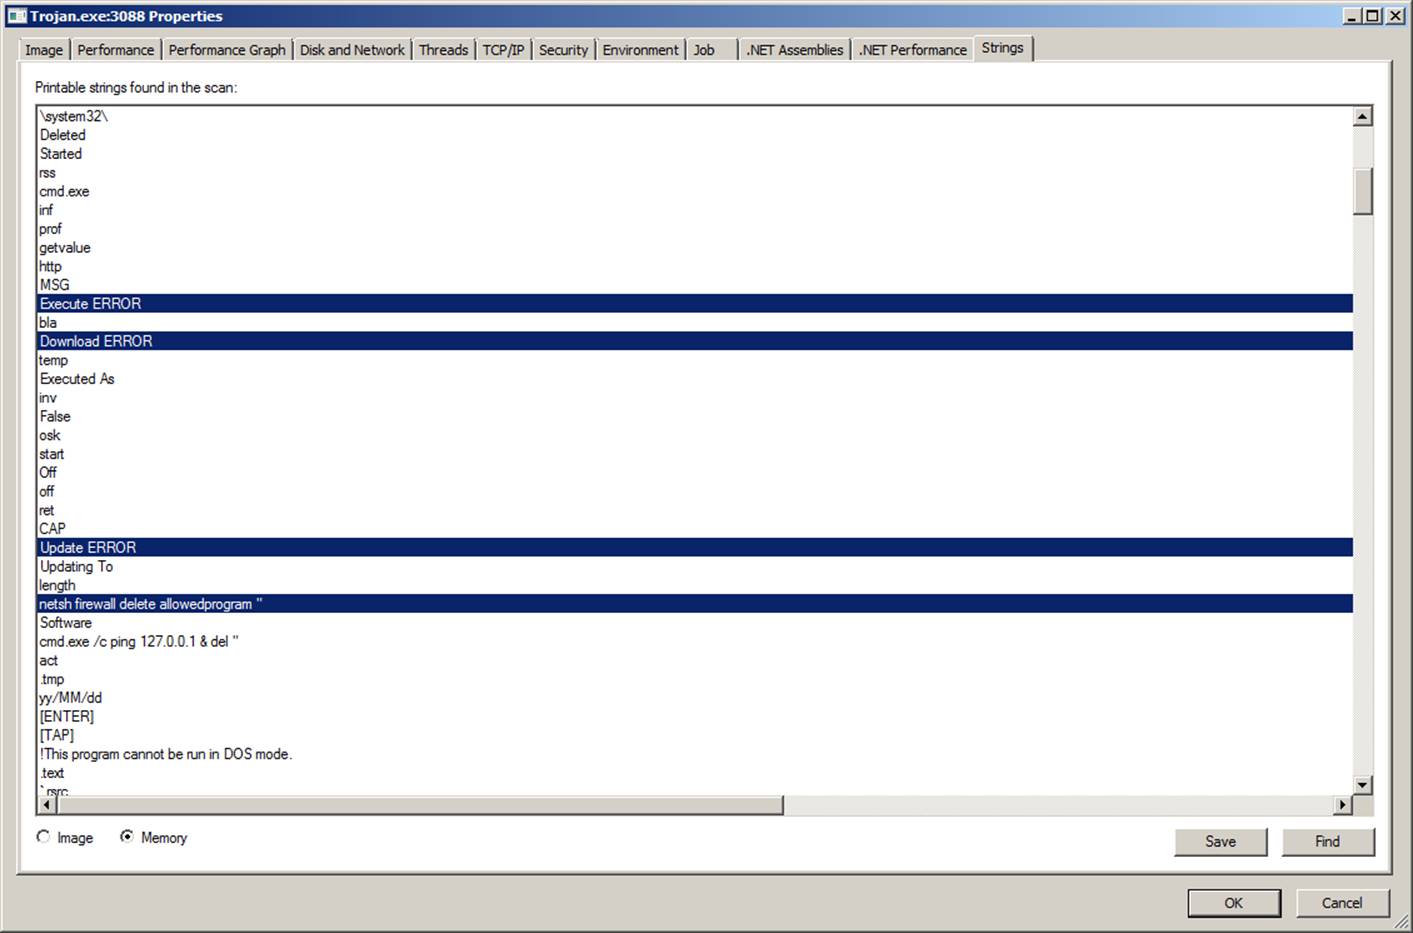 Trojan.exe:3088 Properties
Image Performance Performance Graph Disk and Network Threads TCP/IP Security Environment Job .NET Assemblies .NET Performance Strings
Printable strings found in the scan:
\system32\
Deleted
Started
rss
cmd.exe
inf
prof
getvalue
http
MSG
Execute ERROR
bla
Download ERROR
temp
Executed As
inv
False
osk
start
Off
off
ret
CAP
Update ERROR
Updating To
length
netsh firewall delete allowedprogram "
Software
cmd.exe /c ping 127.0.0.1 & del "
act
.tmp
yy/MM/dd
[ENTER]
[TAP]
!This program cannot be run in DOS mode.
.text
`.rsrc
Image Memory Save Find
OK Cancel